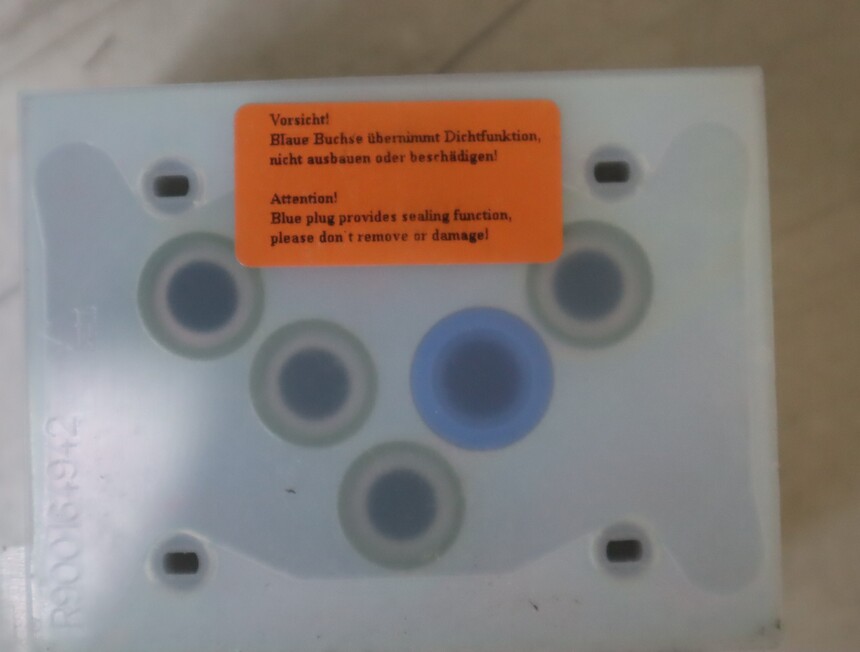 Vorsicht!
Blaue Buchse übernimmt Dichtfunktion,
nicht ausbauen oder beschädigen!
Attention!
Blue plug provides sealing function,
please don't remove or damage!
R900164942